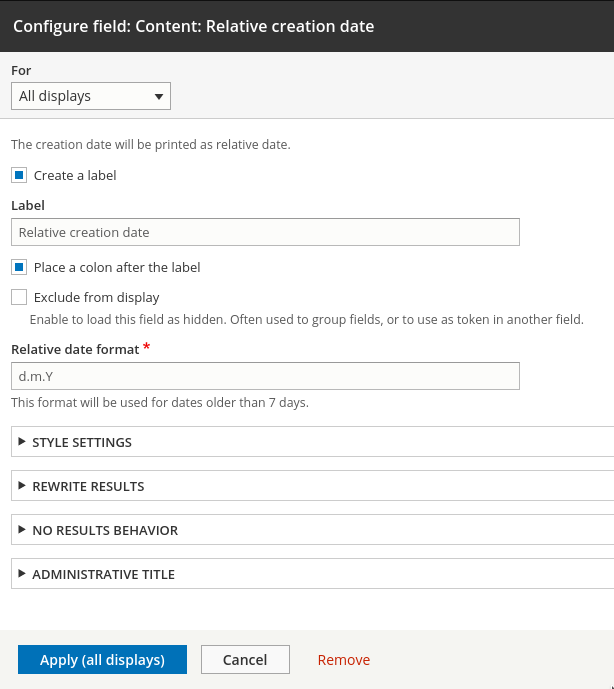 Configure field: Content: Relative creation date
For
All displays
The creation date will be printed as relative date.
Create a label
Label
Relative creation date
Place a colon after the label
Exclude from display
Enable to load this field as hidden. Often used to group fields, or to use as token in another field.
Relative date format *
d.m.Y
This format will be used for dates older than 7 days.
STYLE SETTINGS
REWRITE RESULTS
NO RESULTS BEHAVIOR
ADMINISTRATIVE TITLE
Apply (all displays) Cancel Remove